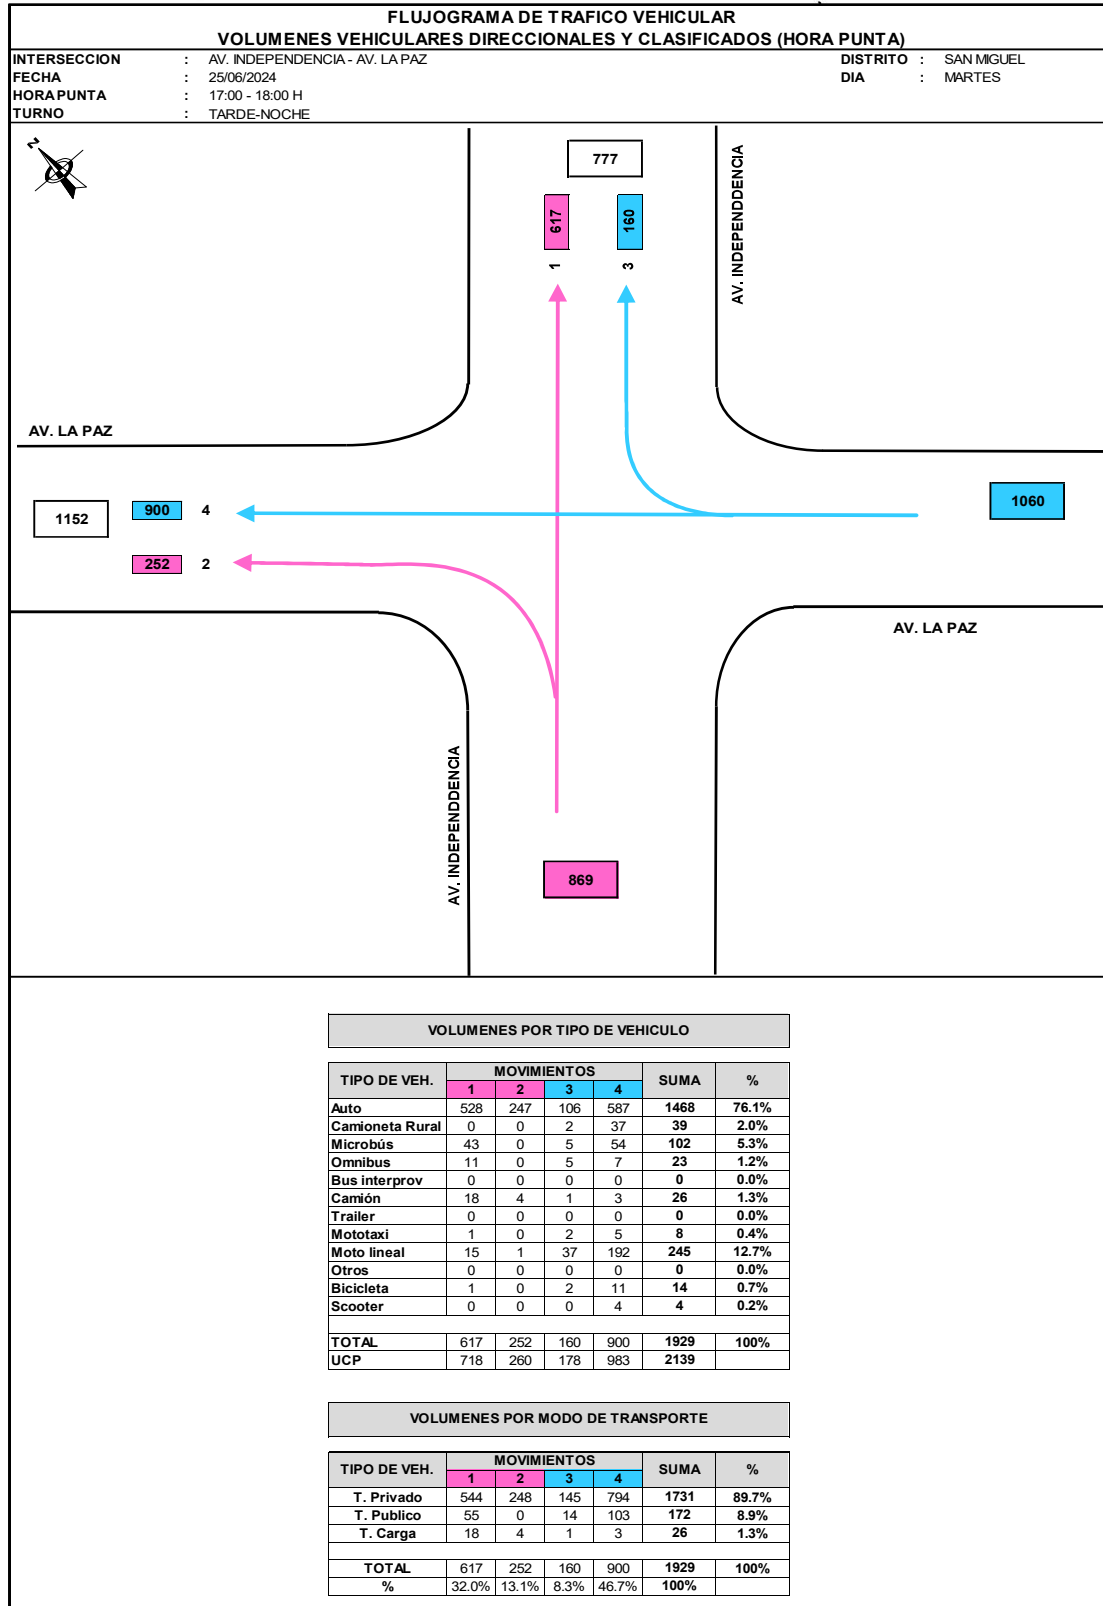 FLUJOGRAMA DE TRAFICO VEHICULAR
VOLUMENES VEHICULARES DIRECCIONALES Y CLASIFICADOS (HORA PUNTA)
INTERSECCION : AV. INDEPENDENCIA - AV. LA PAZ DISTRITO : SAN MIGUEL
FECHA : 25/06/2024 DIA : MARTES
HORA PUNTA : 17:00 - 18:00 H
TURNO : TARDE-NOCHE
N
777
617 160
1 3
AV. INDEPENDDENCIA
AV. LA PAZ
1152 900 4 1060
252 2
AV. LA PAZ
AV. INDEPENDDENCIA
869
VOLUMENES POR TIPO DE VEHICULO
TIPO DE VEH. MOVIMIENTOS SUMA %
1 2 3 4
Auto 528 247 106 587 1468 76.1%
Camioneta Rural 0 0 2 37 39 2.0%
Microbús 43 0 5 54 102 5.3%
Omnibus 11 0 5 7 23 1.2%
Bus interprov 0 0 0 0 0 0.0%
Camión 18 4 1 3 26 1.3%
Trailer 0 0 0 0 0 0.0%
Mototaxi 1 0 2 5 8 0.4%
Moto lineal 15 1 37 192 245 12.7%
Otros 0 0 0 0 0 0.0%
Bicicleta 1 0 2 11 14 0.7%
Scooter 0 0 0 4 4 0.2%
TOTAL 617 252 160 900 1929 100%
UCP 718 260 178 983 2139
VOLUMENES POR MODO DE TRANSPORTE
TIPO DE VEH. MOVIMIENTOS SUMA %
1 2 3 4
T. Privado 544 248 145 794 1731 89.7%
T. Publico 55 0 14 103 172 8.9%
T. Carga 18 4 1 3 26 1.3%
TOTAL 617 252 160 900 1929 100%
% 32.0% 13.1% 8.3% 46.7% 100%